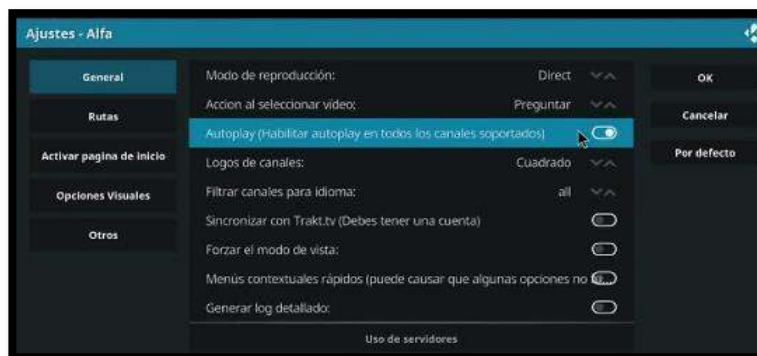 Ajustes - Alfa
General
Rutas
Activar pagina de inicio
Opciones Visuales
Otros
Modo de reproducción: Direct
Accion al seleccionar vídeo: Preguntar
Autoplay (Habilitar autoplay en todos los canales soportados)
Logos de canales: Cuadrado
Filtrar canales para idioma: all
Sincronizar con Trakt.tv (Debes tener una cuenta)
Forzar el modo de vista:
Menús contextuales rápidos (puede causar que algunas opciones no
Generar log detallado:
Uso de servidores
OK
Cancelar
Por defecto